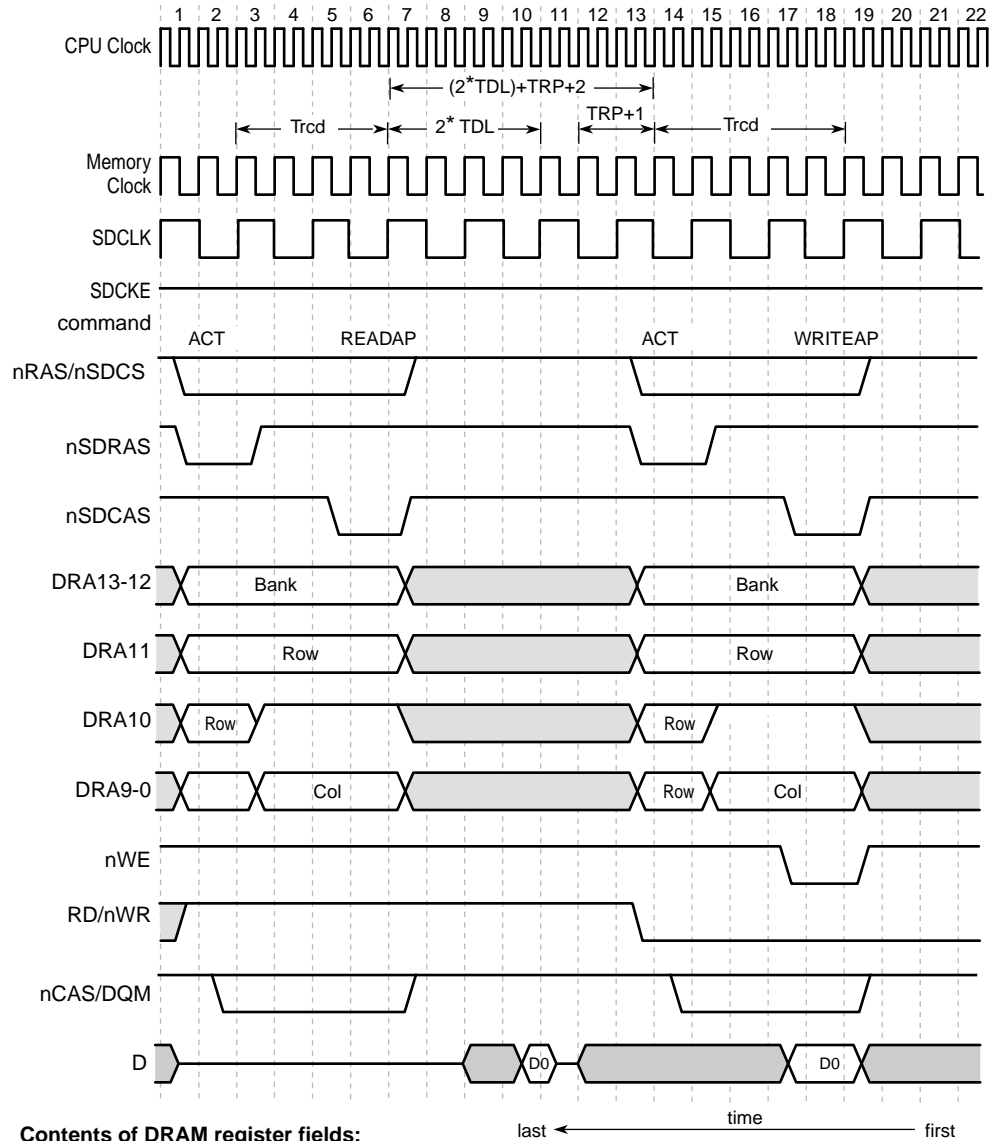 1 2 3 4 5 6 7 8 9 10 11 12 13 14 15 16 17 18 19 20 21 22
CPU Clock
(2*TDL)+TRP+2
Trcd 2* TDL TRP+1 Trcd
Memory
Clock
SDCLK
SDCKE
command
ACT READAP ACT WRITEAP
nRAS/nSDCS
nSDRAS
nSDCAS
DRA13-12 Bank Bank
DRA11 Row Row
DRA10 Row Row
DRA9-0 Col Row Col
nWE
RD/nWR
nCAS/DQM
D D0 D0
time
Contents of DRAM register fields: last first